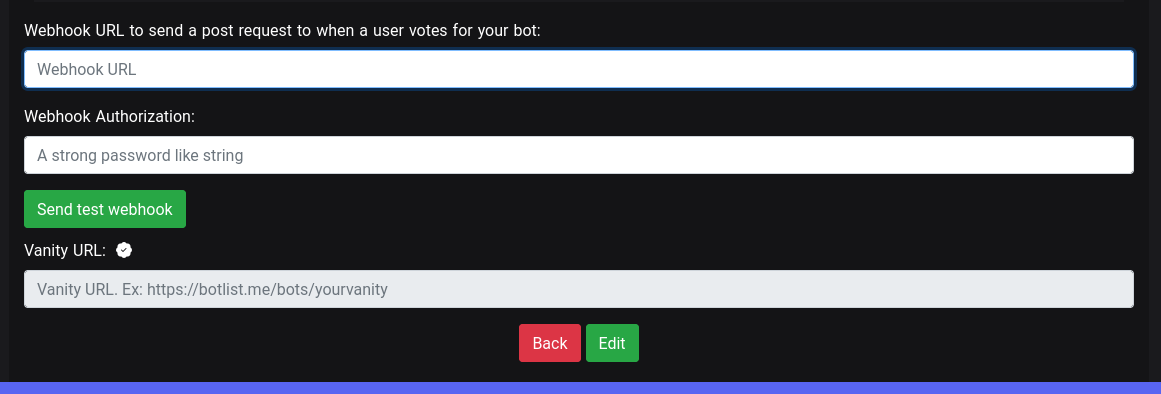 Webhook URL to send a post request to when a user votes for your bot:
Webhook URL
Webhook Authorization:
A strong password like string
Send test webhook
Vanity URL:
Vanity URL. Ex: https://botlist.me/bots/yourvanity
Back Edit